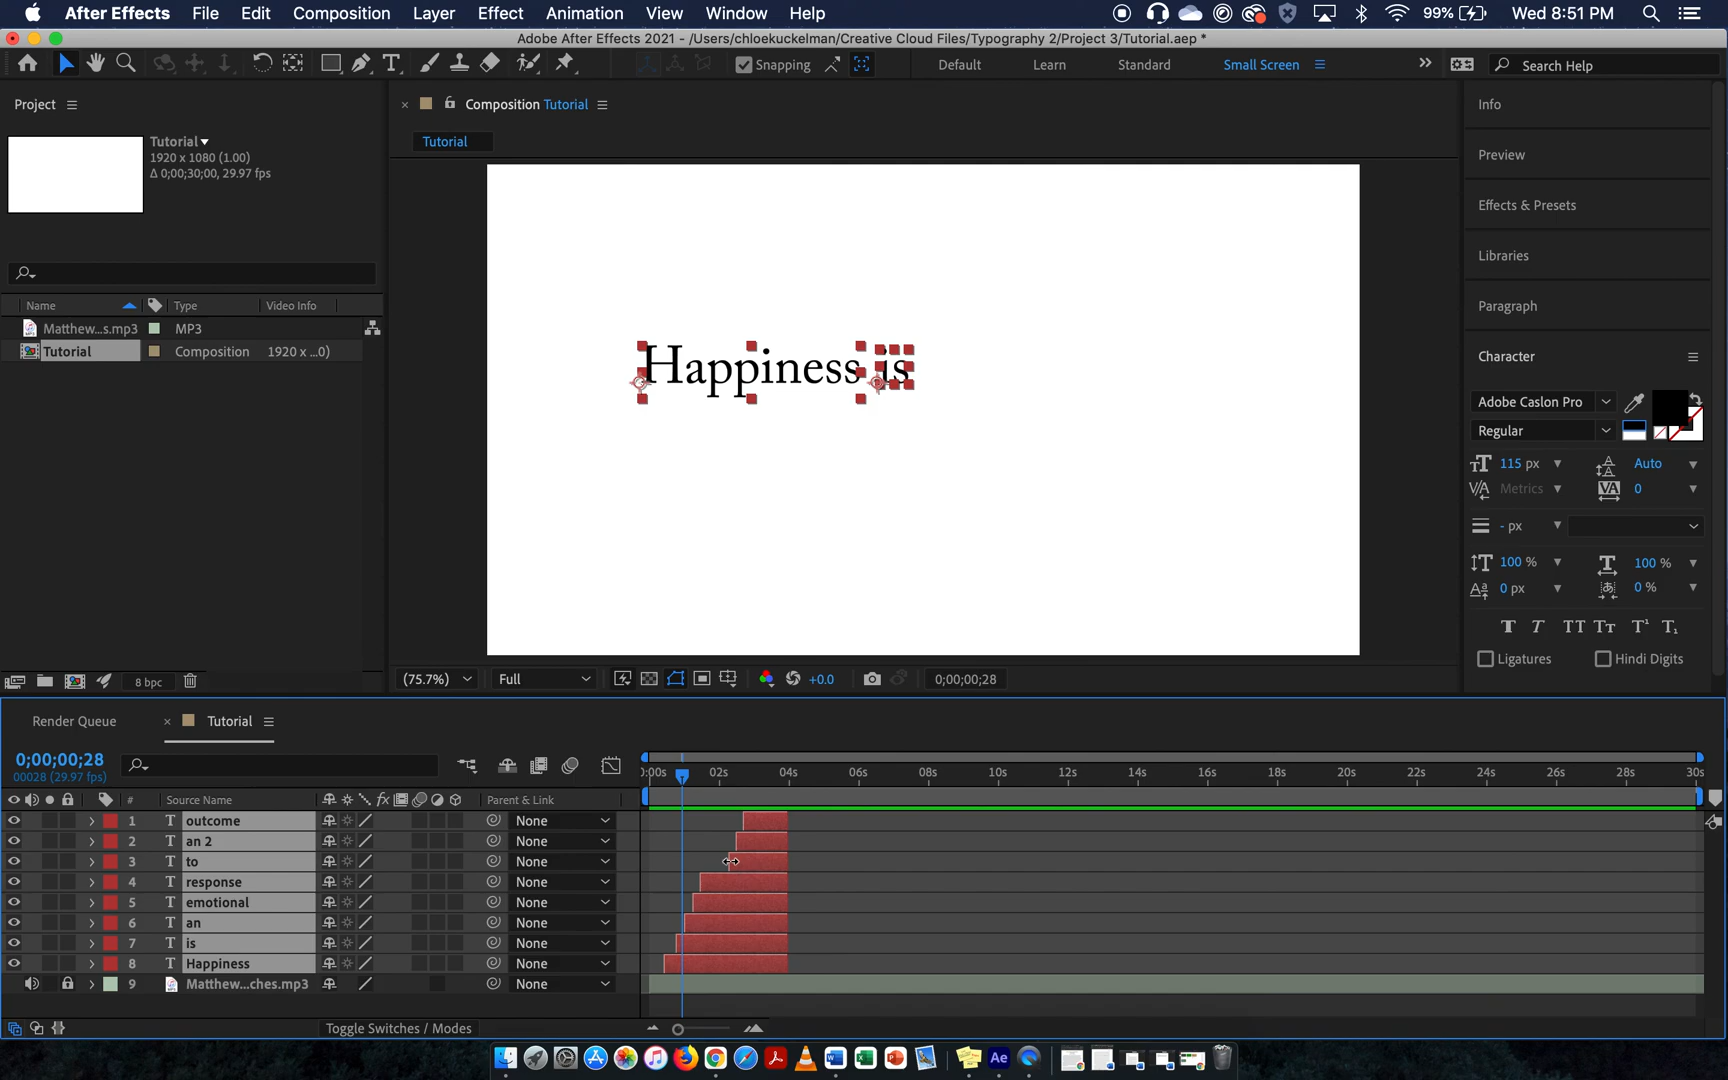 After Effects File Edit Composition Layer Effect Animation View Window Help 99% Wed 8:51 PM
Adobe After Effects 2021 - /Users/chloekuckelman/Creative Cloud Files/Typography 2/Project 3/Tutorial.aep *
Snapping Default Learn Standard Small Screen Search Help
Project
Composition Tutorial
Tutorial
Tutorial
1920 x 1080 (1.00)
Δ 0;00;30;00, 29.97 fps
Name Type Video Info
Matthew...s.mp3 MP3
Tutorial Composition 1920 x ...0)
8 bpc
Happiness is
(75.7%) Full +0.0 0;00;00;28
Info
Preview
Effects & Presets
Libraries
Paragraph
Character
Adobe Caslon Pro
Regular
115 px Auto
Metrics 0
- px
100 % 100 %
0 px 0 %
Ligatures Hindi Digits
Render Queue Tutorial
0;00;00;28
00028 (29.97 fps)
0:00s 02s 04s 06s 08s 10s 12s 14s 16s 18s 20s 22s 24s 26s 28s 30s
# Source Name Parent & Link
1 T outcome None
2 T an 2 None
3 T to None
4 T response None
5 T emotional None
6 T an None
7 T is None
8 T Happiness None
9 Matthew...ches.mp3 None
Toggle Switches / Modes